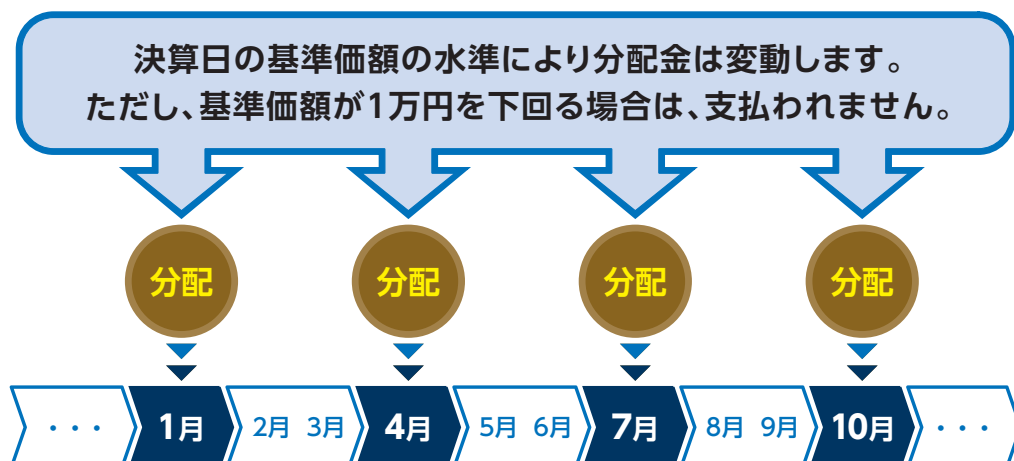 決算日の基準価額の水準により分配金は変動します。
ただし、基準価額が1万円を下回る場合は、支払われません。
分配 分配 分配 分配
・・・ 1月 2月 3月 4月 5月 6月 7月 8月 9月 10月 ・・・